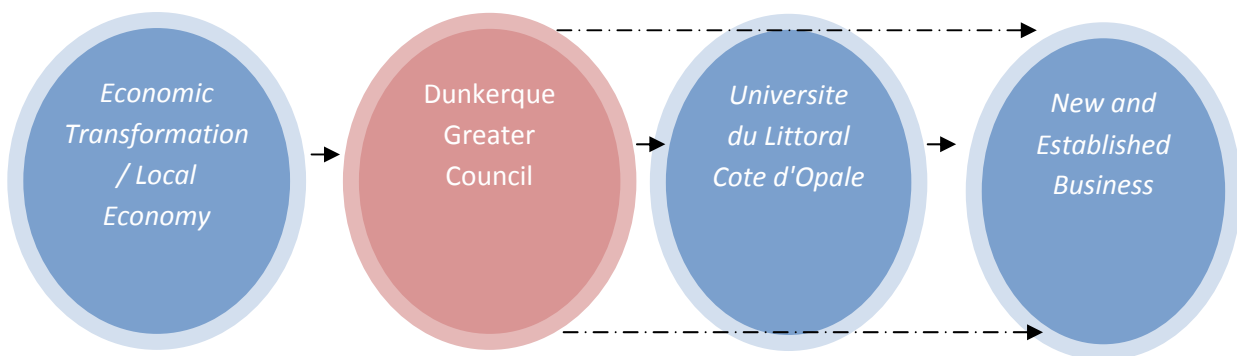 Economic
Transformation
/ Local
Economy
Dunkerque
Greater
Council
Universite
du Littoral
Cote d'Opale
New and
Established
Business